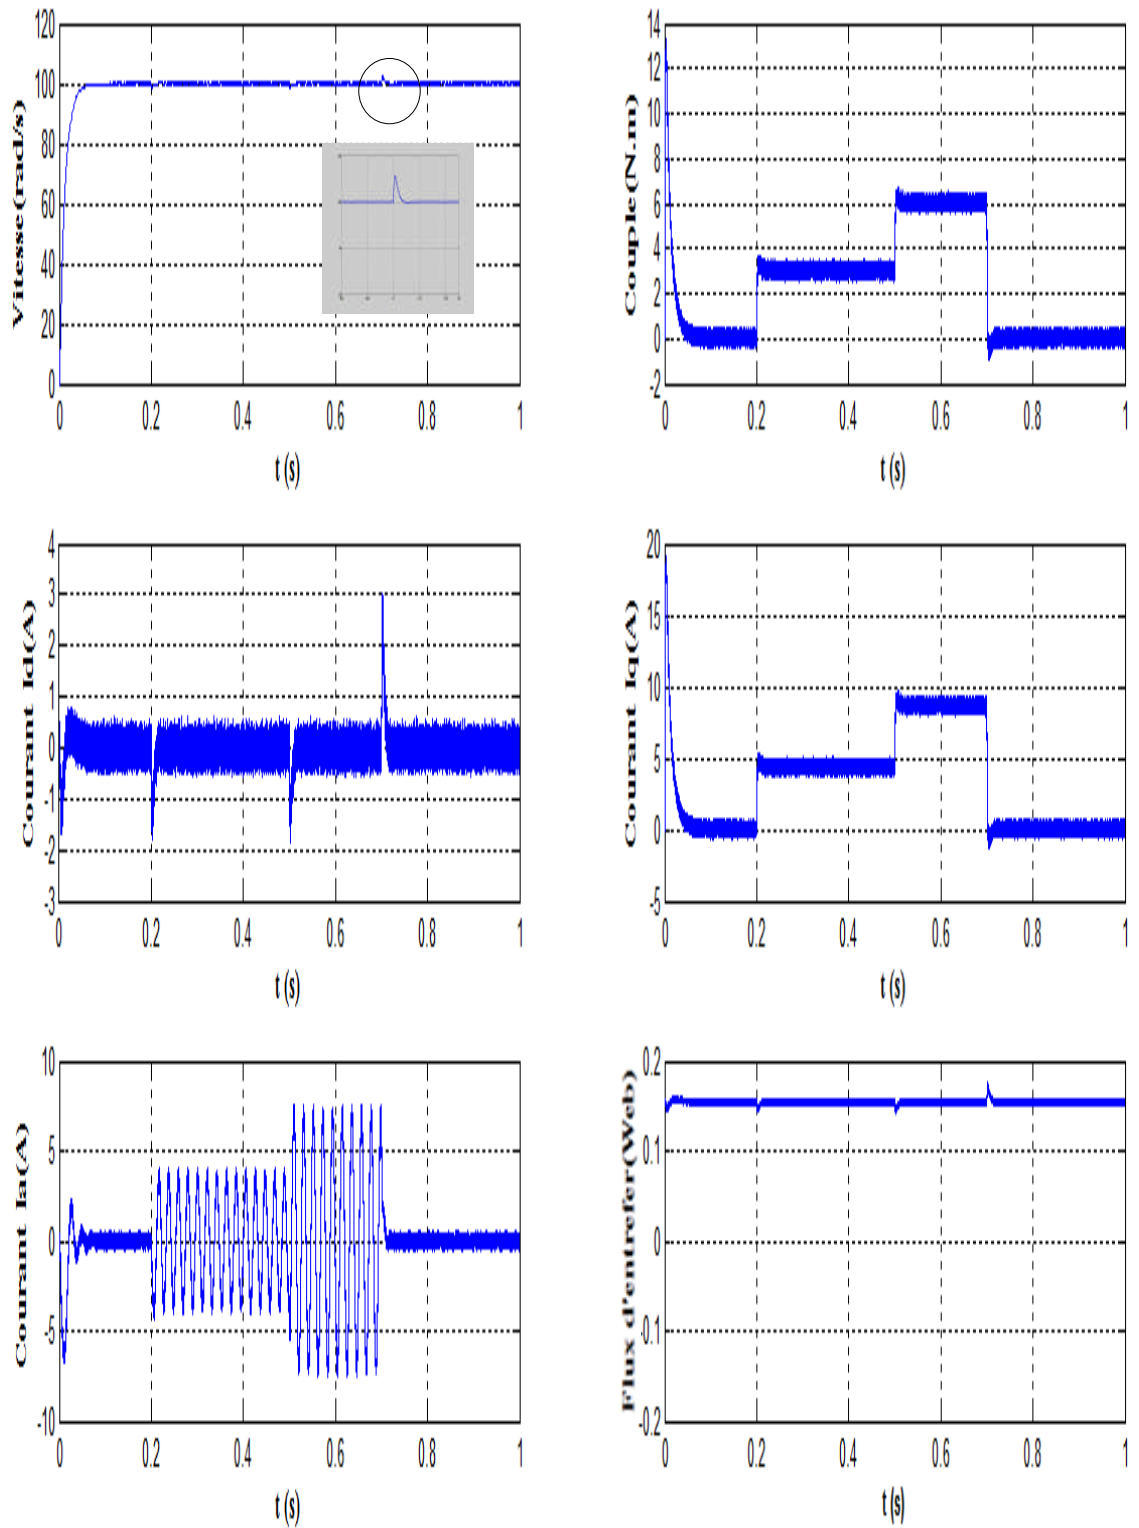 120
100
80
60
40
20
0
Vitesse(rad/s)
0 0.2 0.4 0.6 0.8 1
t (s)
14
12
10
8
6
4
2
0
-2
Couple(N.m)
0 0.2 0.4 0.6 0.8 1
t (s)
4
3
2
1
0
-1
-2
-3
Courant Id(A)
0 0.2 0.4 0.6 0.8 1
t (s)
20
15
10
5
0
-5
Courant Iq(A)
0 0.2 0.4 0.6 0.8 1
t (s)
10
5
0
-5
-10
Courant Ia(A)
0 0.2 0.4 0.6 0.8 1
t (s)
0.2
0.1
0
-0.1
-0.2
Flux d'entrefer(Web)
0 0.2 0.4 0.6 0.8 1
t (s)